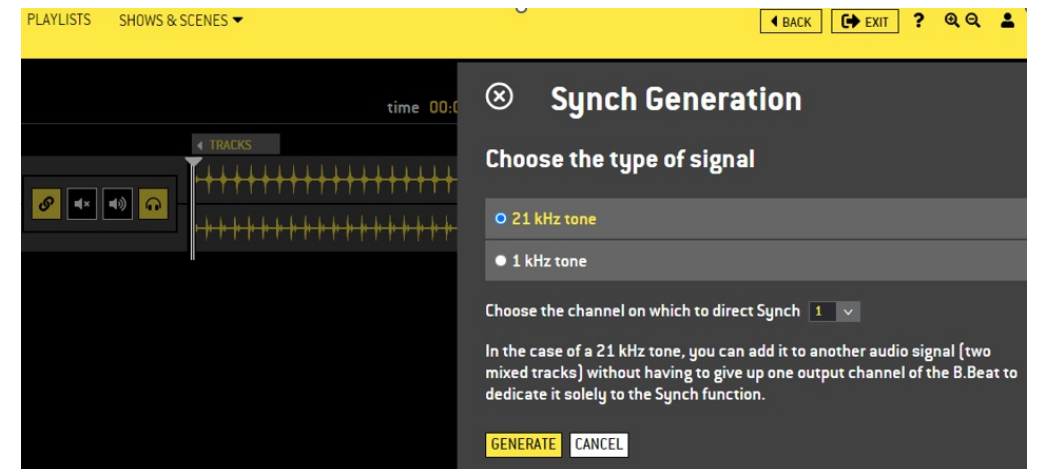 PLAYLISTS
SHOWS & SCENES
BACK
EXIT
?
time 00:0
TRACKS
Synch Generation
Choose the type of signal
21 kHz tone
1 kHz tone
Choose the channel on which to direct Synch 1
In the case of a 21 kHz tone, you can add it to another audio signal (two
mixed tracks) without having to give up one output channel of the B.Beat to
dedicate it solely to the Synch function.
GENERATE
CANCEL